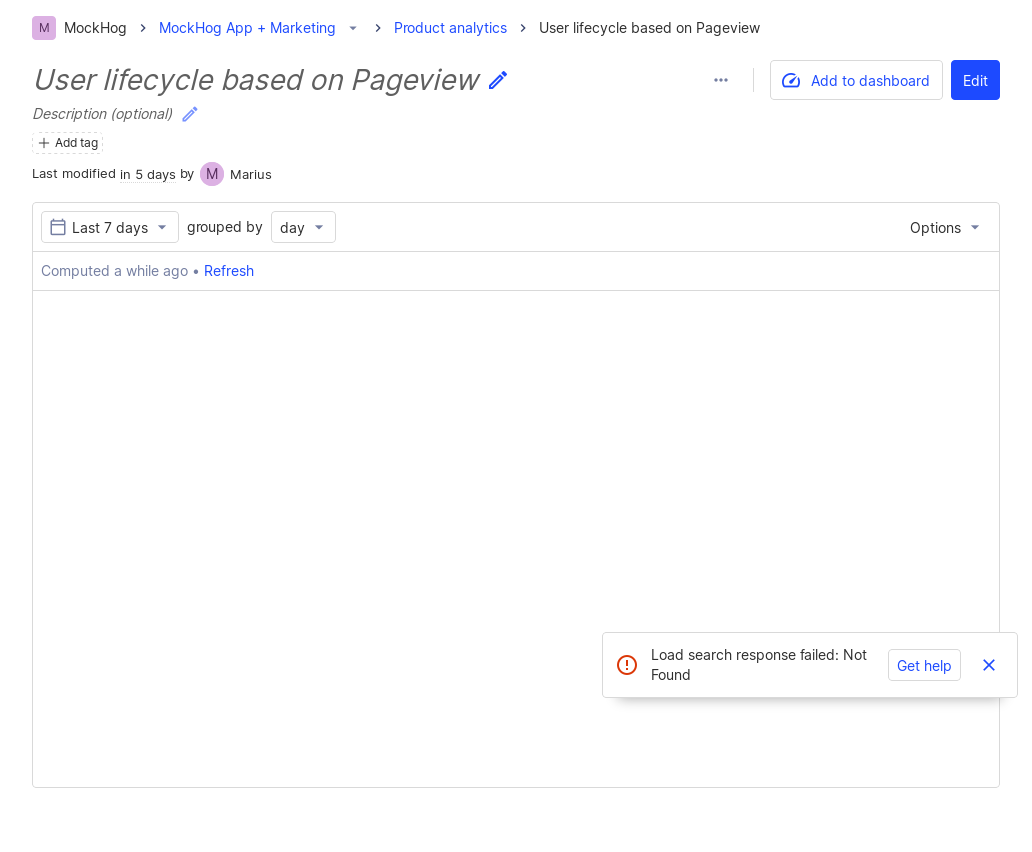 M MockHog MockHog App + Marketing Product analytics User lifecycle based on Pageview
User lifecycle based on Pageview Add to dashboard Edit
Description (optional)
Add tag
Last modified in 5 days by M Marius
Last 7 days grouped by day Options
Computed a while ago • Refresh
Load search response failed: Not
Found
Get help